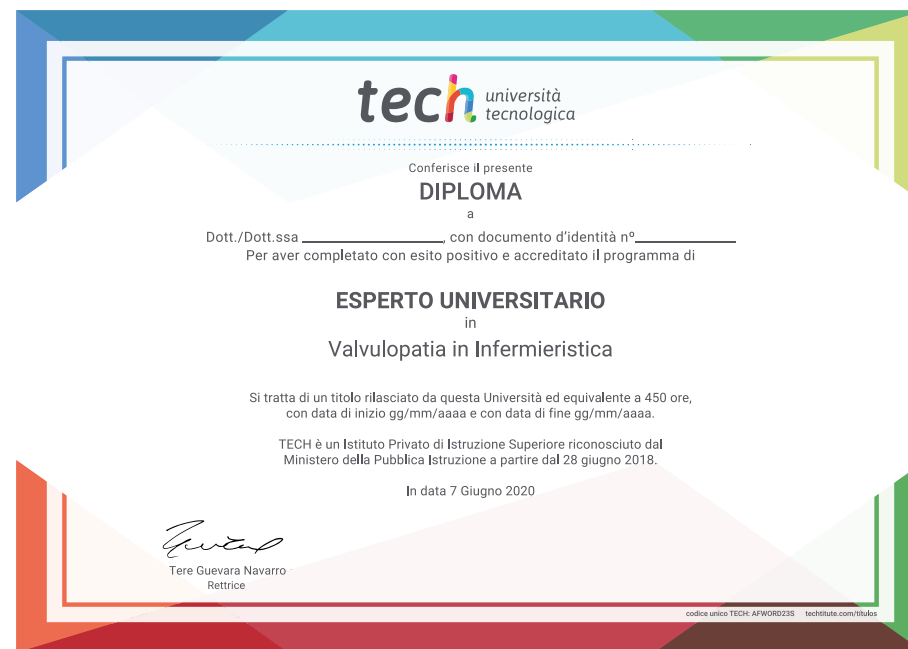 tech università
tecnologica
Conferisce il presente
DIPLOMA
a
Dott./Dott.ssa ____________________, con documento d'identità nº______________
Per aver completato con esito positivo e accreditato il programma di
ESPERTO UNIVERSITARIO
in
Valvulopatia in Infermieristica
Si tratta di un titolo rilasciato da questa Università ed equivalente a 450 ore,
con data di inizio gg/mm/aaaa e con data di fine gg/mm/aaaa.
TECH è un Istituto Privato di Istruzione Superiore riconosciuto dal
Ministero della Pubblica Istruzione a partire dal 28 giugno 2018.
In data 7 Giugno 2020
Tere Guevara Navarro
Rettrice
codice unico TECH: AFWORD23S techtitute.com/titulos